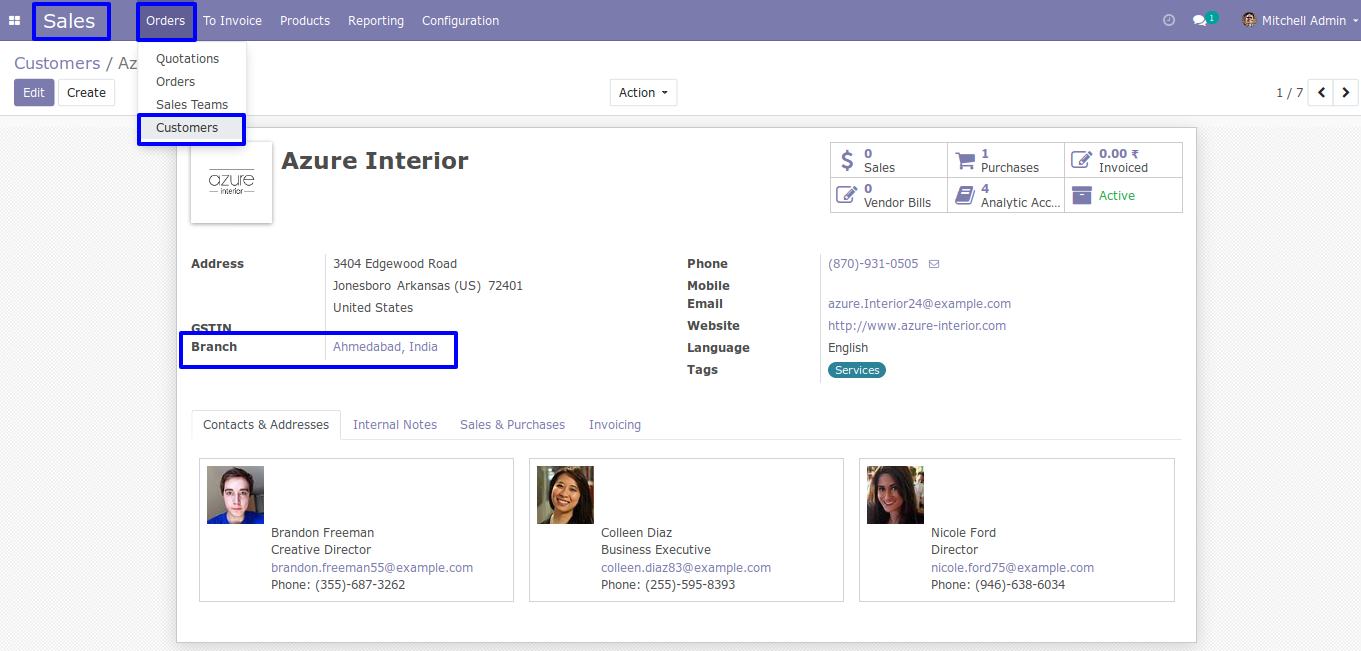 Sales Orders To Invoice Products Reporting Configuration 1 Mitchell Admin
Customers / Az
Quotations
Orders
Sales Teams
Customers
Edit Create Action 1 / 7
azure
interior
Azure Interior
0
Sales
1
Purchases
0.00 ₹
Invoiced
0
Vendor Bills
4
Analytic Acc...
Active
Address 3404 Edgewood Road
Jonesboro Arkansas (US) 72401
United States
GSTIN
Branch Ahmedabad, India
Phone (870)-931-0505
Mobile
Email azure.Interior24@example.com
Website http://www.azure-interior.com
Language English
Tags Services
Contacts & Addresses Internal Notes Sales & Purchases Invoicing
Brandon Freeman
Creative Director
brandon.freeman55@example.com
Phone: (355)-687-3262
Colleen Diaz
Business Executive
colleen.diaz83@example.com
Phone: (255)-595-8393
Nicole Ford
Director
nicole.ford75@example.com
Phone: (946)-638-6034